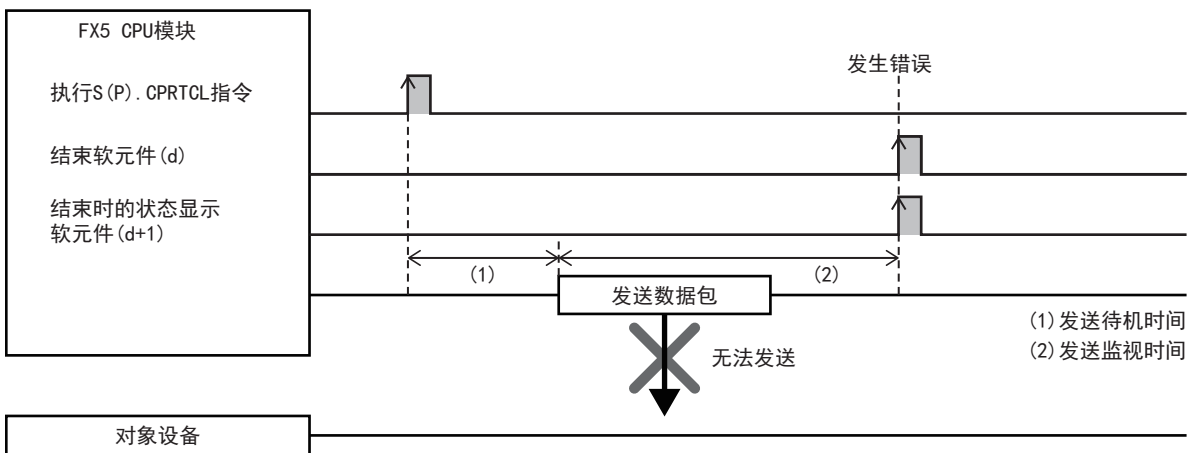 FX5 CPU模块
执行S(P).CPRTCL指令
发生错误
结束软元件(d)
结束时的状态显示
软元件(d+1)
(1)
(2)
发送数据包
(1)发送待机时间
(2)发送监视时间
无法发送
对象设备